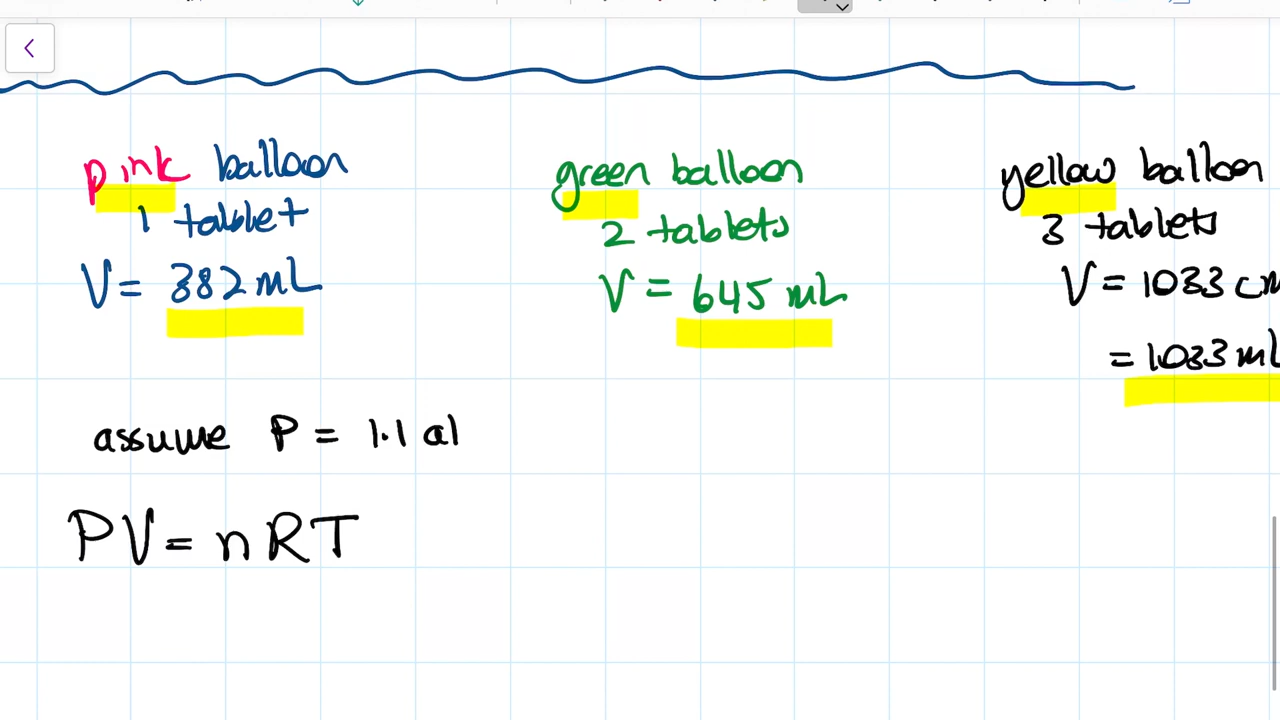 pink balloon
1 tablet
V = 382 mL
green balloon
2 tablets
V = 645 mL
yellow balloon
3 tablets
V = 1033 cm
= 1033 mL
assume P = 1.1 at
PV = nRT